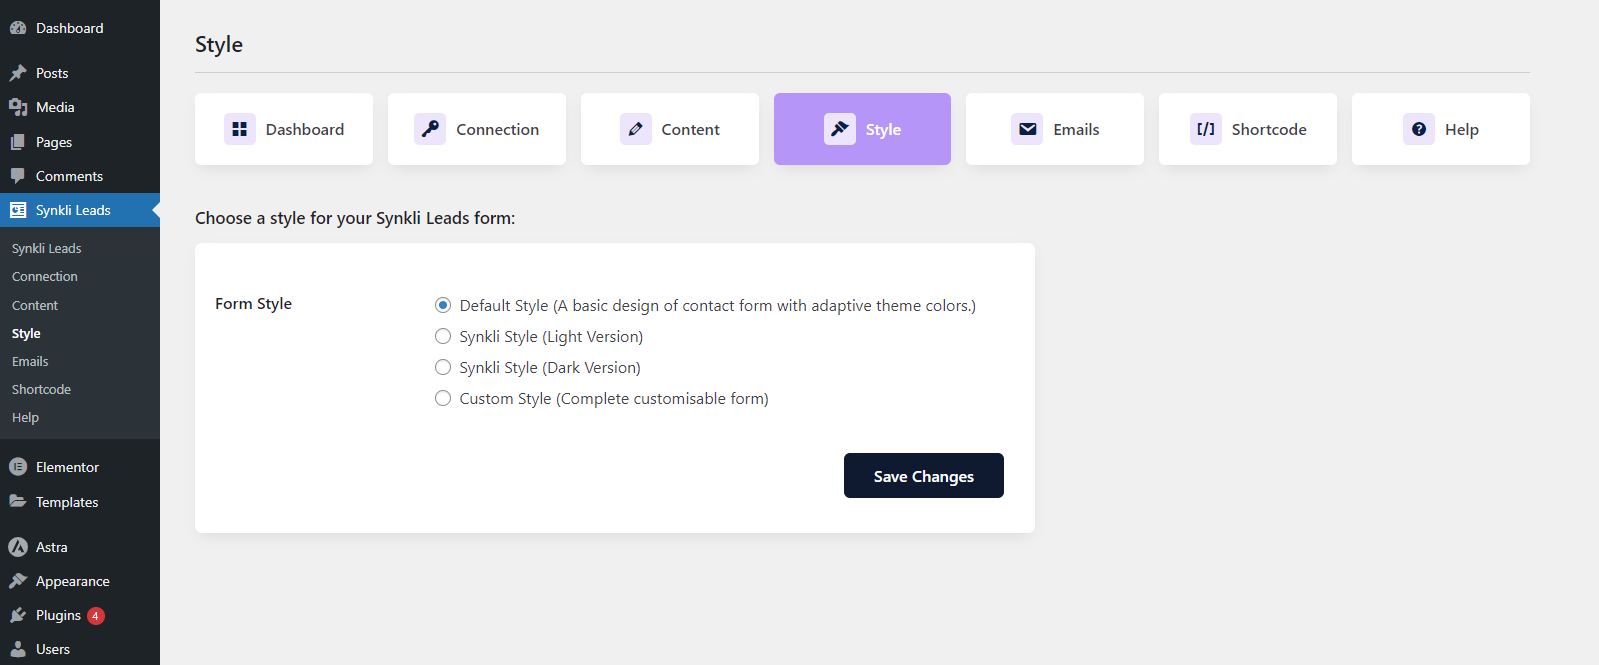 Dashboard
Posts
Media
Pages
Comments
Synkli Leads
Synkli Leads
Connection
Content
Style
Emails
Shortcode
Help
Elementor
Templates
Astra
Appearance
Plugins 4
Users
Style
Dashboard
Connection
Content
Style
Emails
[/] Shortcode
Help
Choose a style for your Synkli Leads form:
Form Style
Default Style (A basic design of contact form with adaptive theme colors.)
Synkli Style (Light Version)
Synkli Style (Dark Version)
Custom Style (Complete customisable form)
Save Changes